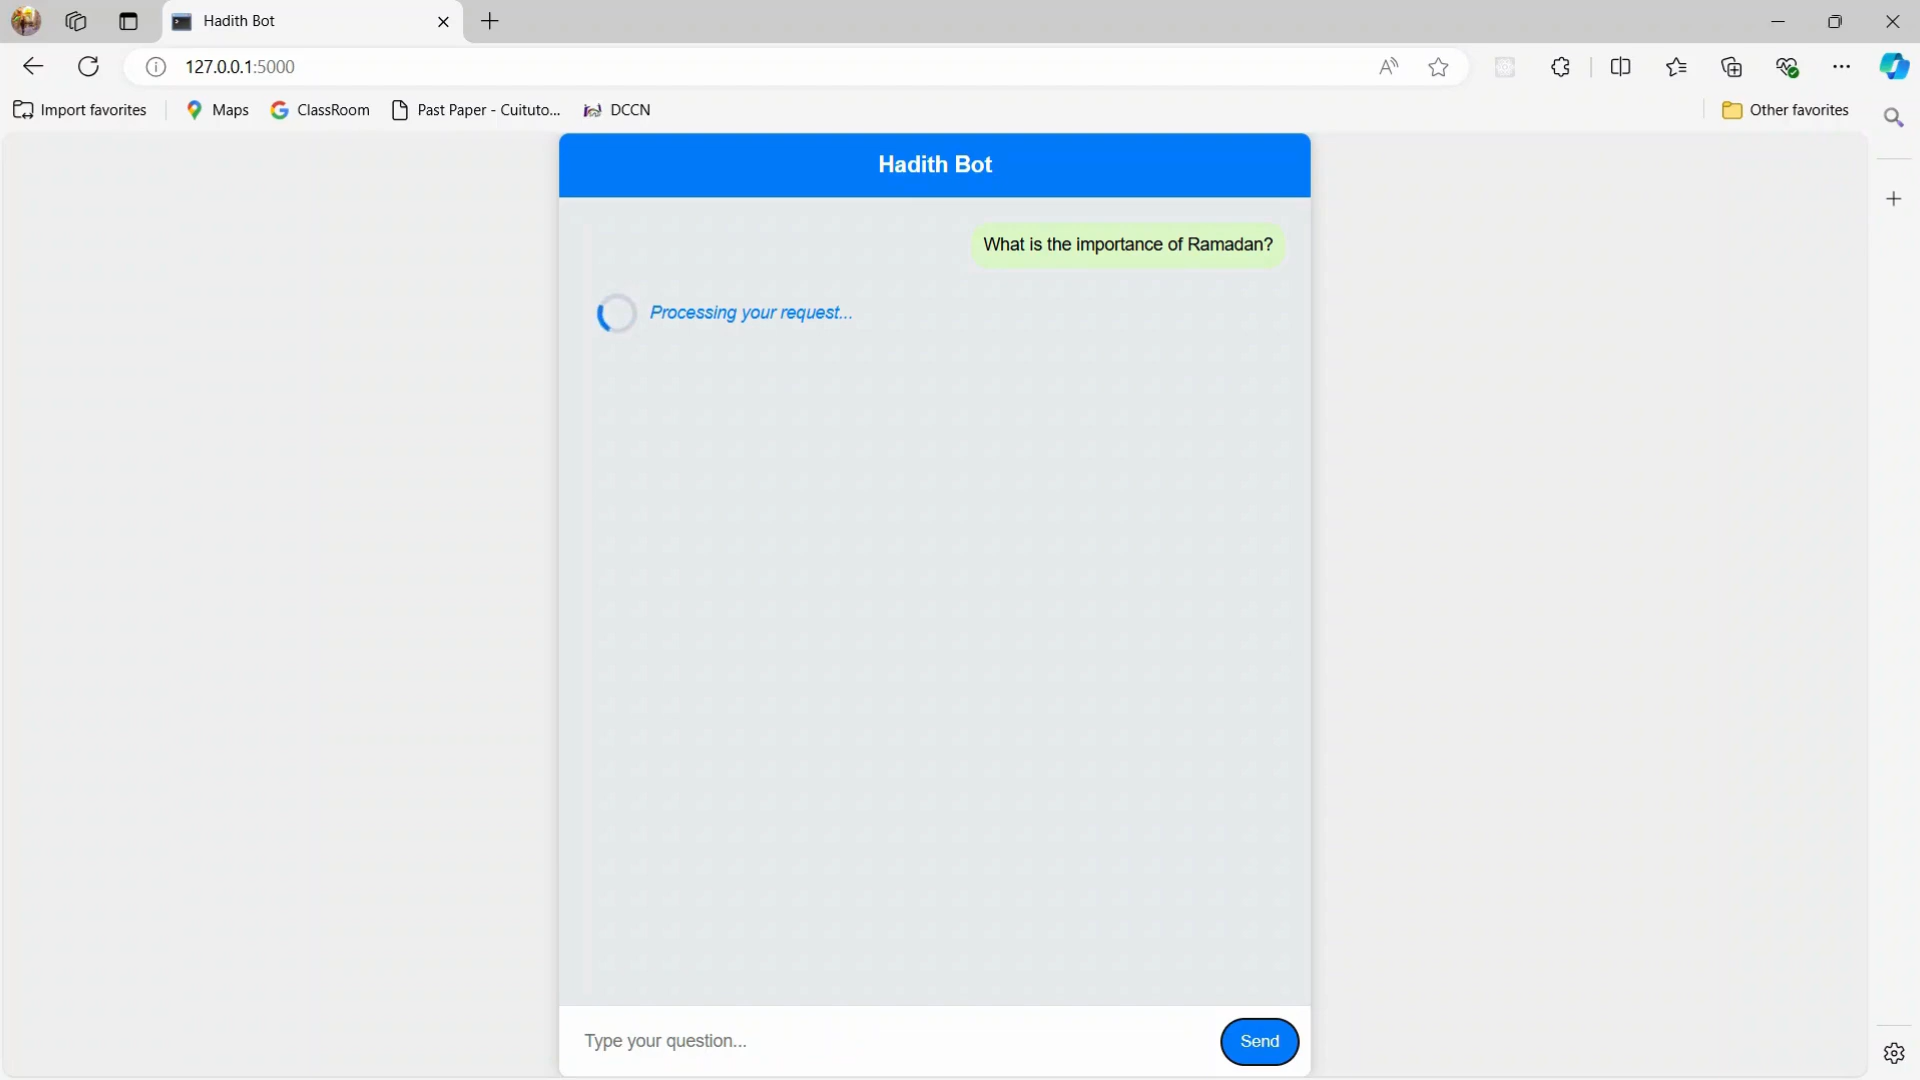 Hadith Bot
127.0.0.1:5000
Import favorites
Maps
ClassRoom
Past Paper - Cuituto...
DCCN
Other favorites
Hadith Bot
What is the importance of Ramadan?
Processing your request...
Type your question...
Send